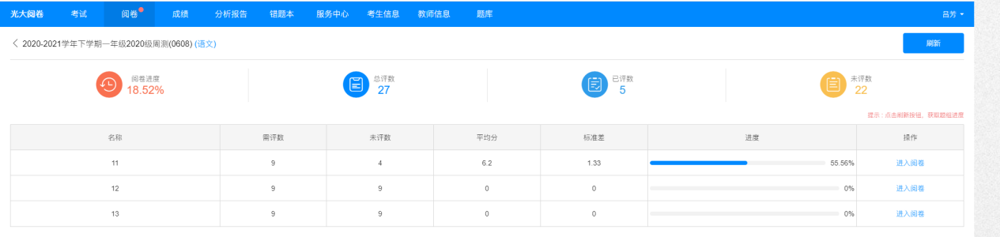 光大阅卷 考试 阅卷 成绩 分析报告 错题本 服务中心 考生信息 教师信息 题库 吕芳
2020-2021学年下学期一年级2020级周测(0608) (语文) 刷新
阅卷进度 总评数 已评数 未评数
18.52% 27 5 22
提示：点击刷新按钮，获取题组进度
名称 需评数 未评数 平均分 标准差 进度 操作
11 9 4 6.2 1.33 55.56% 进入阅卷
12 9 9 0 0 0% 进入阅卷
13 9 9 0 0 0% 进入阅卷